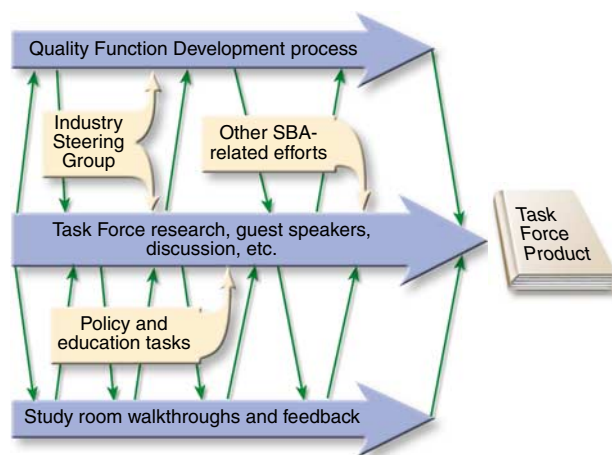 Quality Function Development process
Industry
Steering
Group
Other SBA-
related efforts
Task Force research, guest speakers,
discussion, etc.
Task
Force
Product
Policy and
education tasks
Study room walkthroughs and feedback